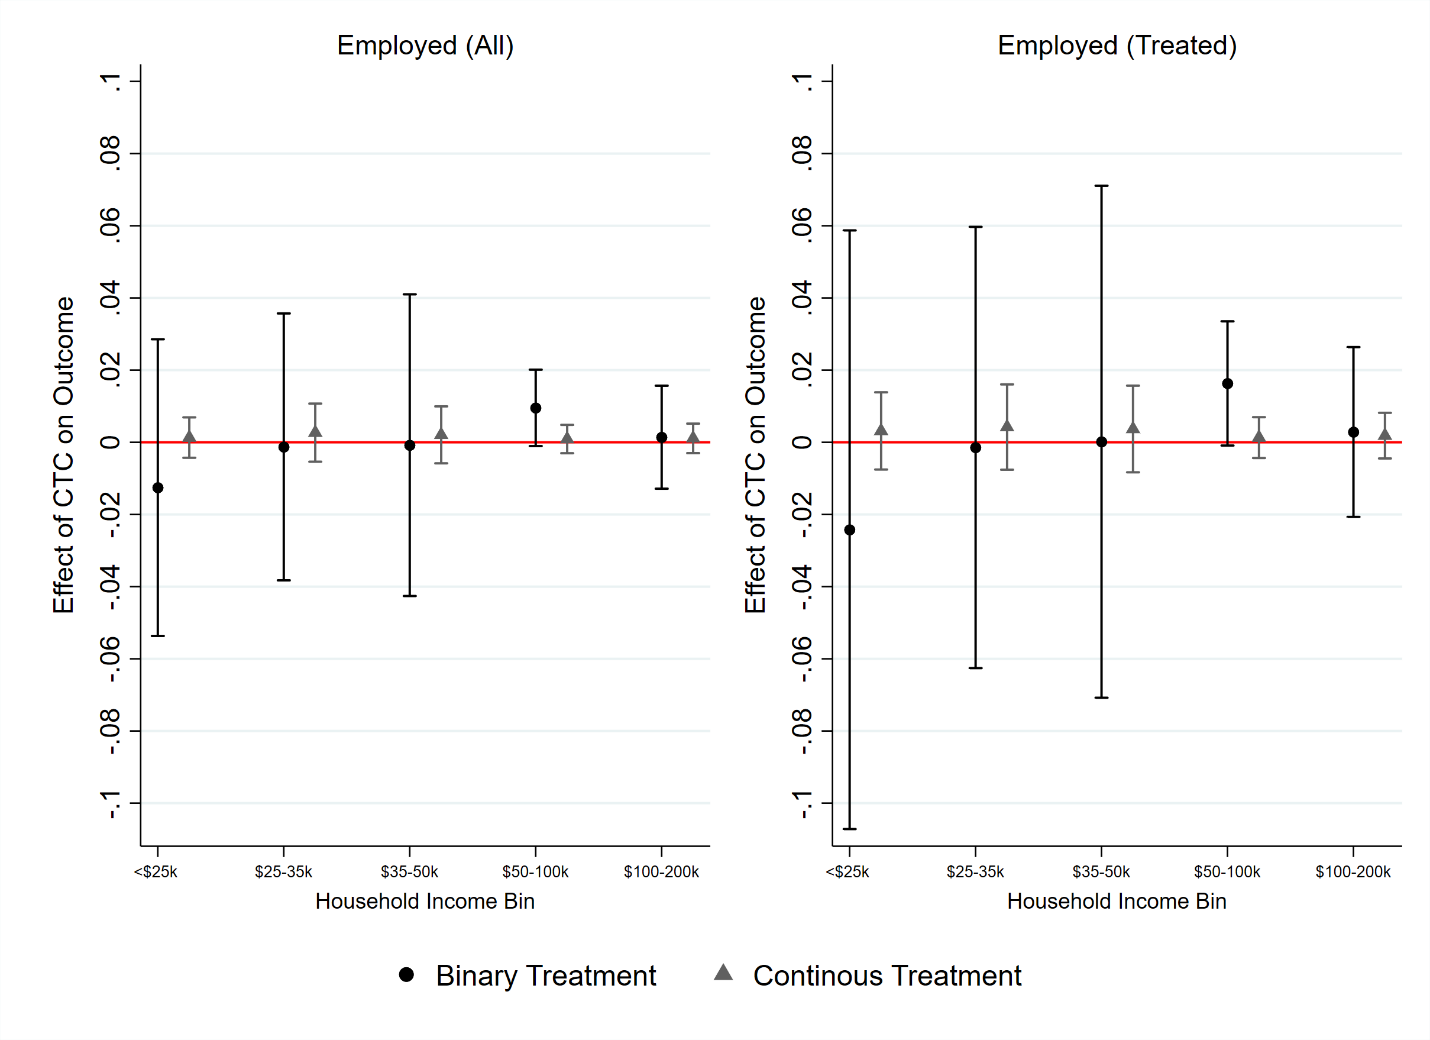 Employed (All)
Effect of CTC on Outcome
.1
.08
.06
.04
.02
0
-.02
-.04
-.06
-.08
-.1
<$25k $25-35k $35-50k $50-100k $100-200k
Household Income Bin
Employed (Treated)
Effect of CTC on Outcome
.1
.08
.06
.04
.02
0
-.02
-.04
-.06
-.08
-.1
<$25k $25-35k $35-50k $50-100k $100-200k
Household Income Bin
Binary Treatment Continous Treatment